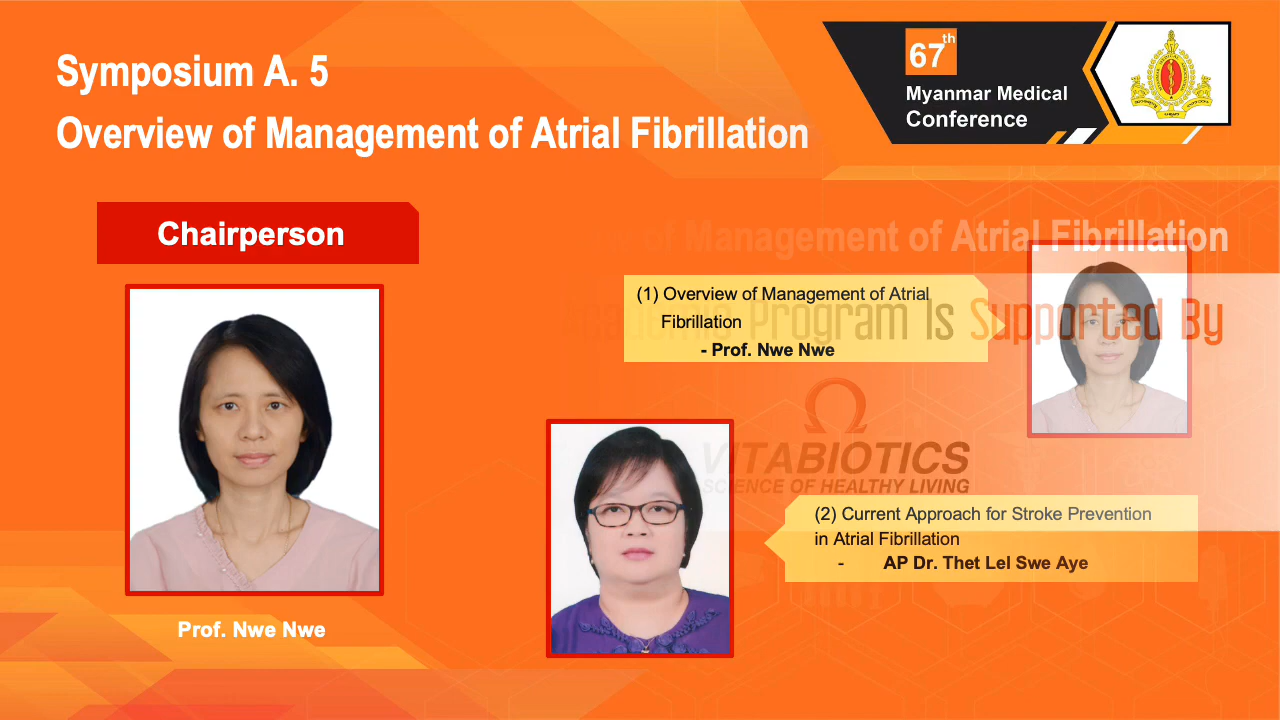 Symposium A. 5
Overview of Management of Atrial Fibrillation
67th
Myanmar Medical
Conference
Chairperson
Prof. Nwe Nwe
of Management of Atrial Fibrillation
Academic Program Is Supported By
(1) Overview of Management of Atrial
Fibrillation
- Prof. Nwe Nwe
VITABIOTICS
SCIENCE OF HEALTHY LIVING
(2) Current Approach for Stroke Prevention
in Atrial Fibrillation
- AP Dr. Thet Lel Swe Aye